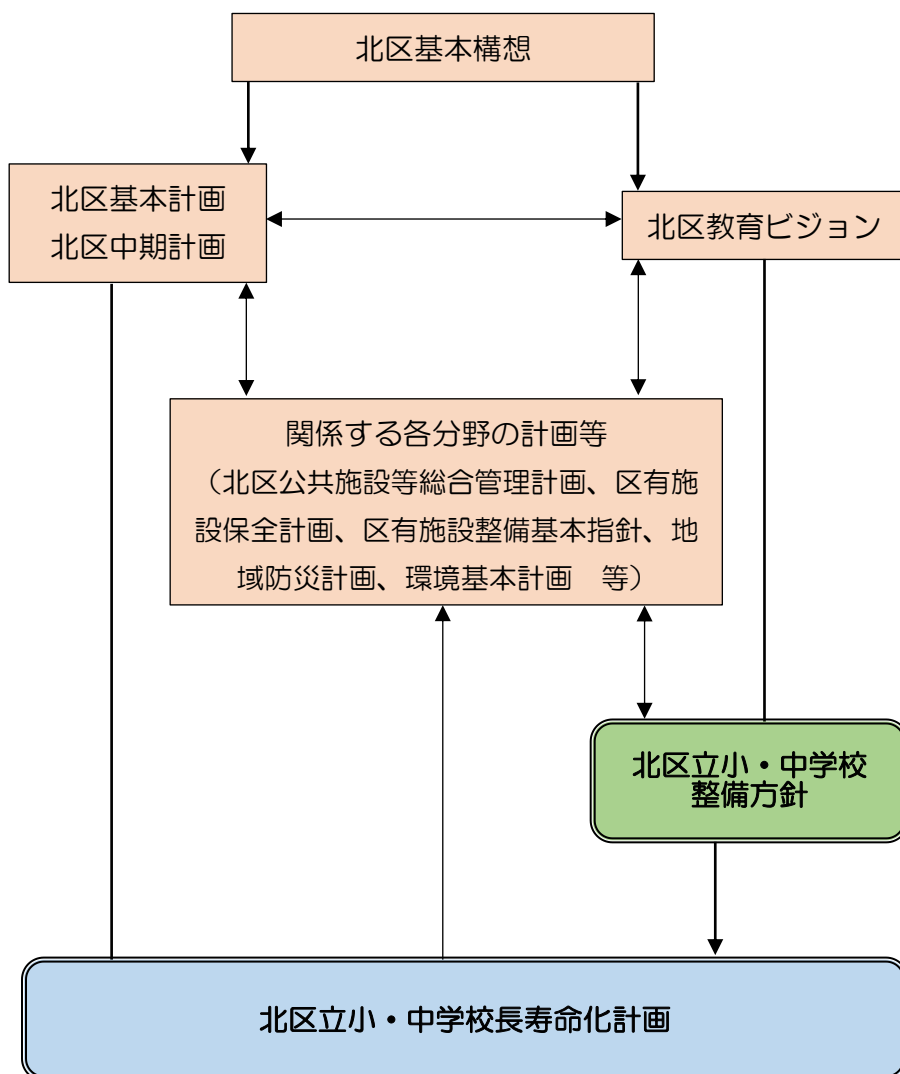 北区基本構想
北区基本計画
北区中期計画
北区教育ビジョン
関係する各分野の計画等
（北区公共施設等総合管理計画、区有施
設保全計画、区有施設整備基本指針、地
域防災計画、環境基本計画　等）
北区立小・中学校
整備方針
北区立小・中学校長寿命化計画